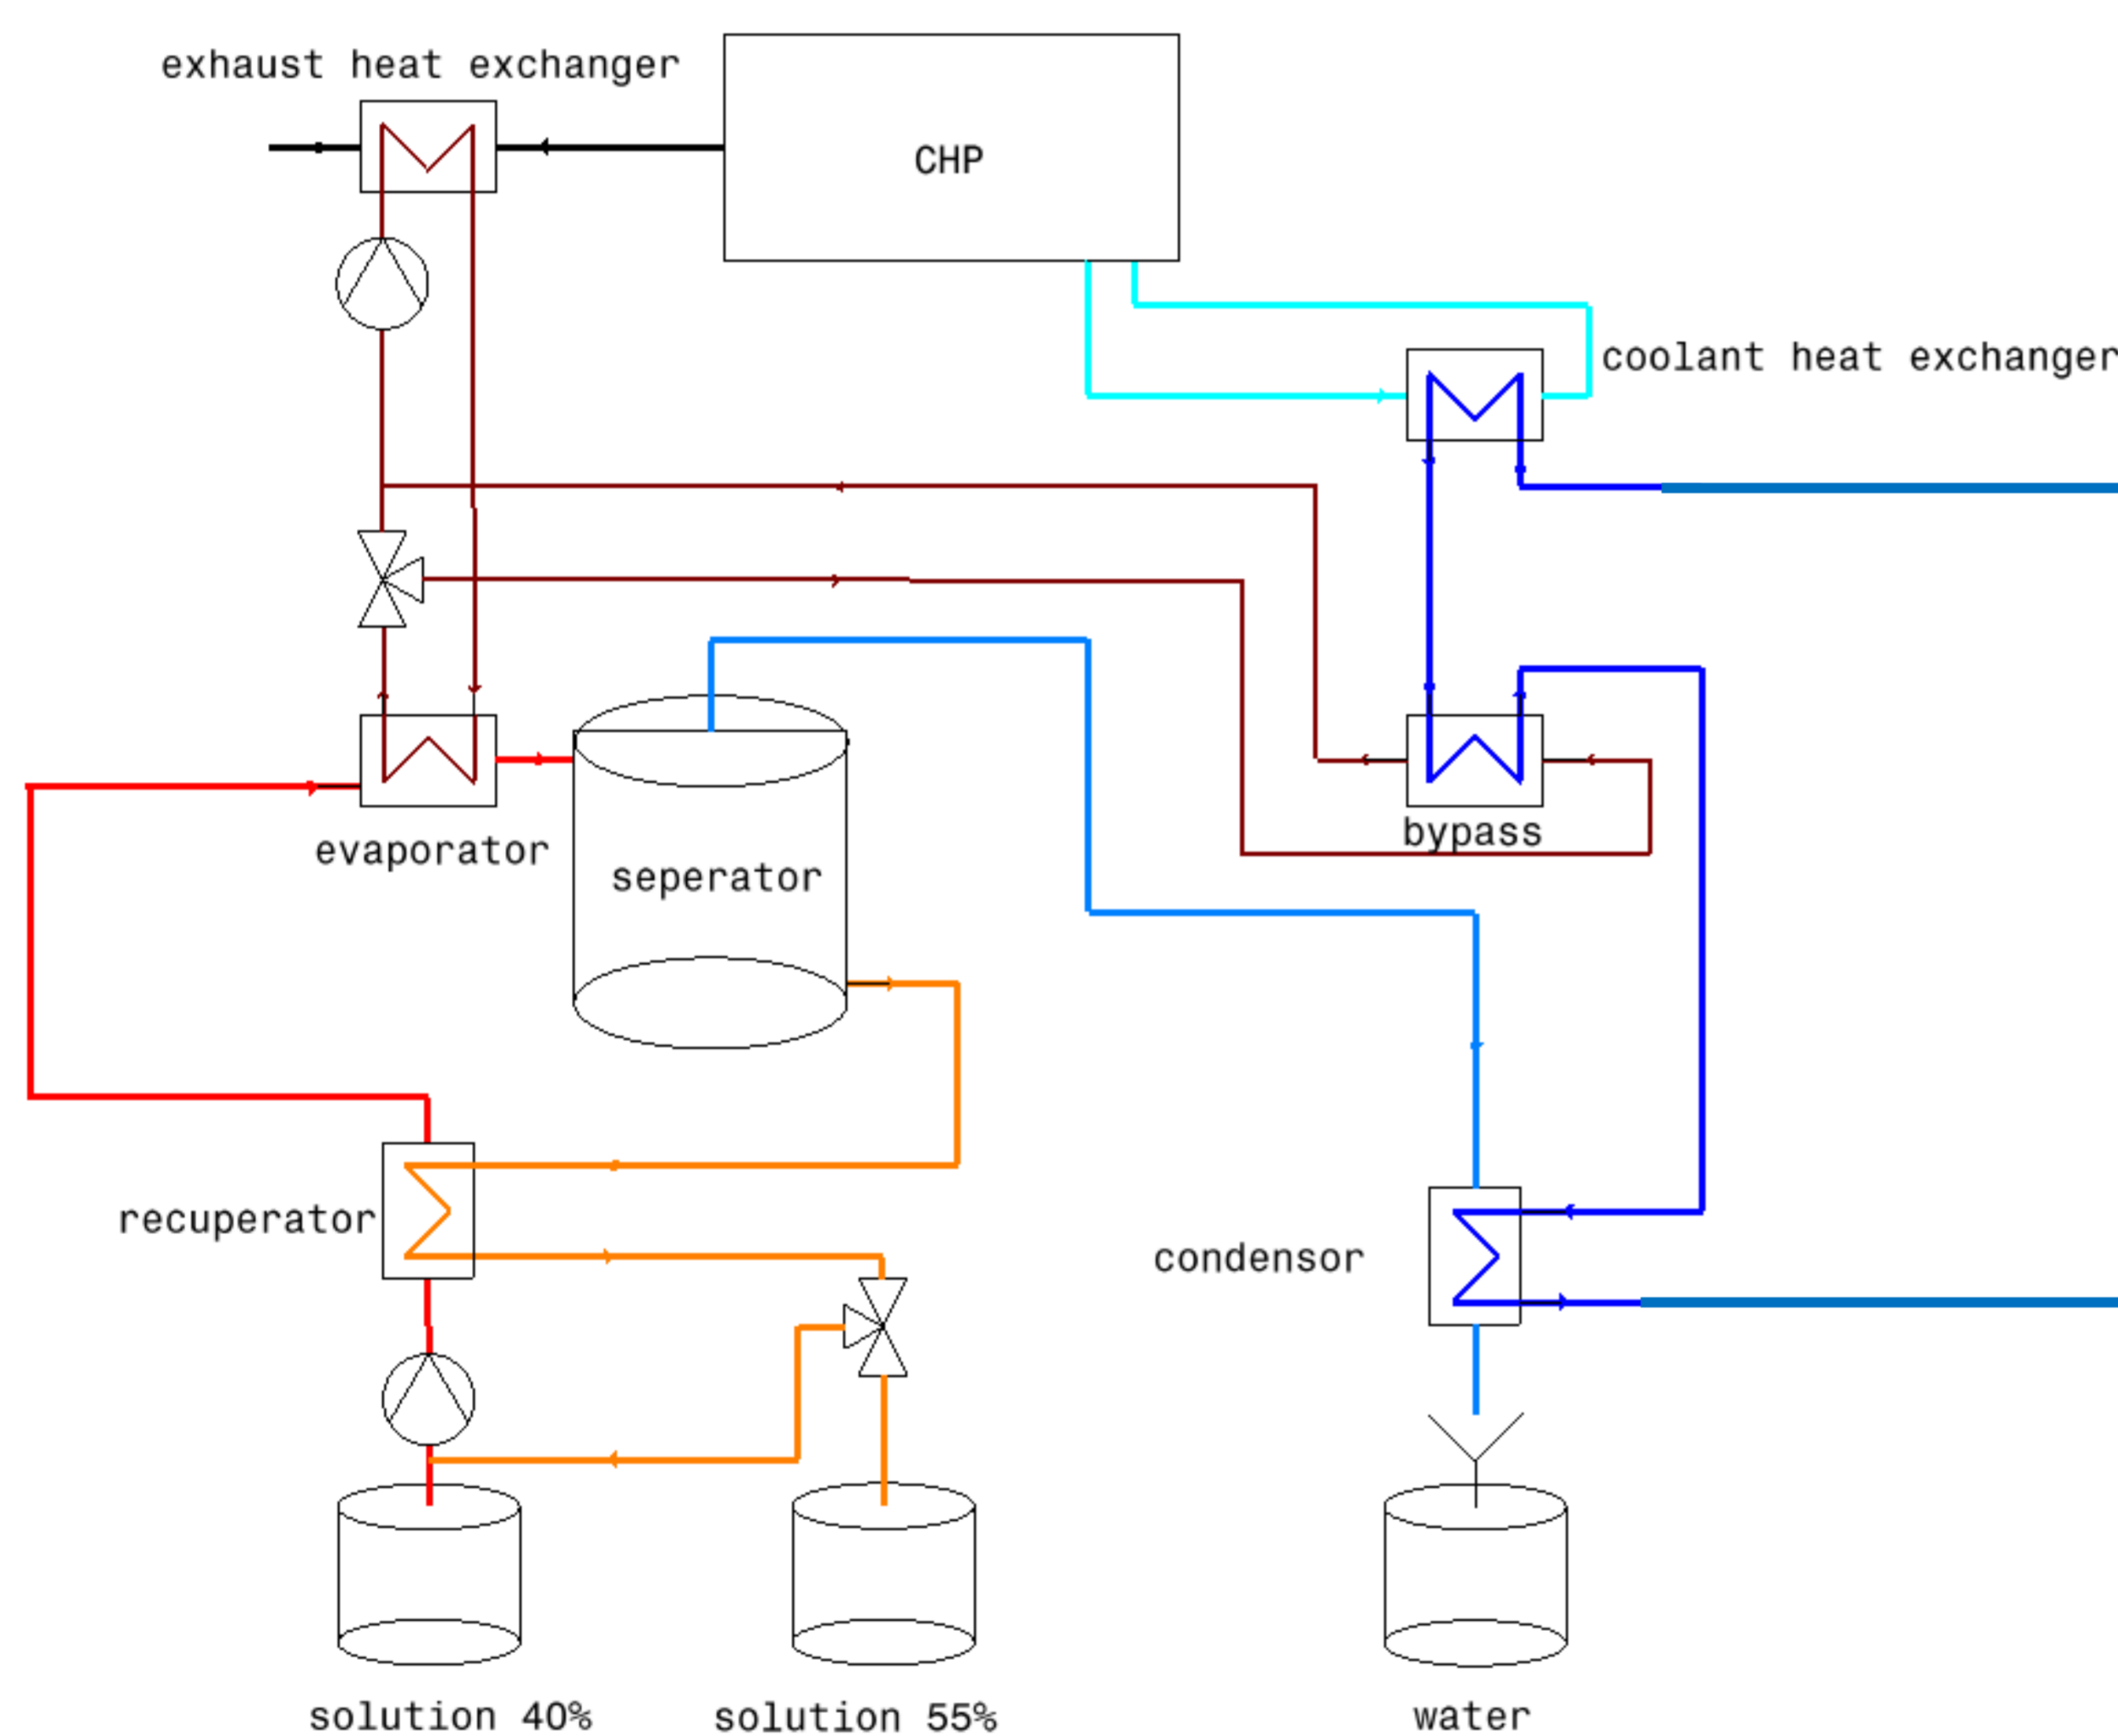 exhaust heat exchanger
CHP
coolant heat exchanger
bypass
evaporator
seperator
recuperator
condensor
solution 40%
solution 55%
water